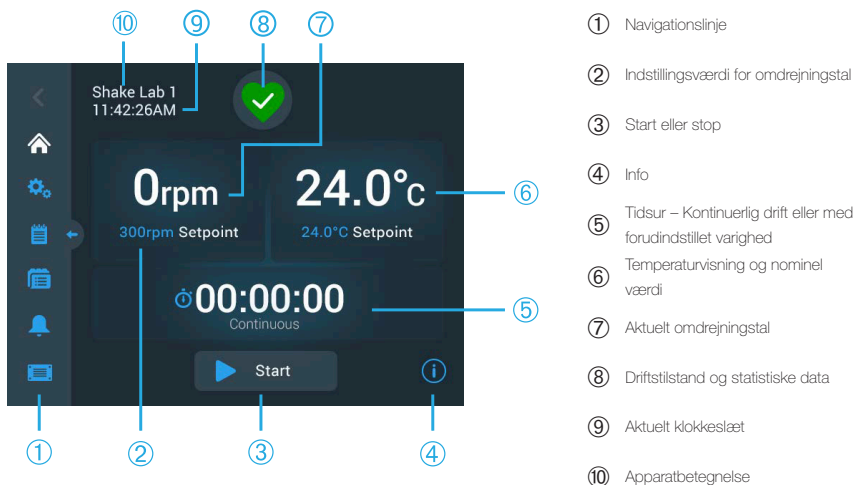 ⑩ ⑨ ⑧ ⑦
Shake Lab 1
11:42:26AM
0rpm
300rpm Setpoint
24.0°C
24.0°C Setpoint
⑥
00:00:00
Continuous
⑤
Start
① ② ③ ④
① Navigationslinje
② Indstillingsværdi for omdrejningstal
③ Start eller stop
④ Info
⑤ Tidsur – Kontinuerlig drift eller med
forudindstillet varighed
⑥ Temperaturvisning og nominel
værdi
⑦ Aktuelt omdrejningstal
⑧ Driftstilstand og statistiske data
⑨ Aktuelt klokkeslæt
⑩ Apparatbetegnelse